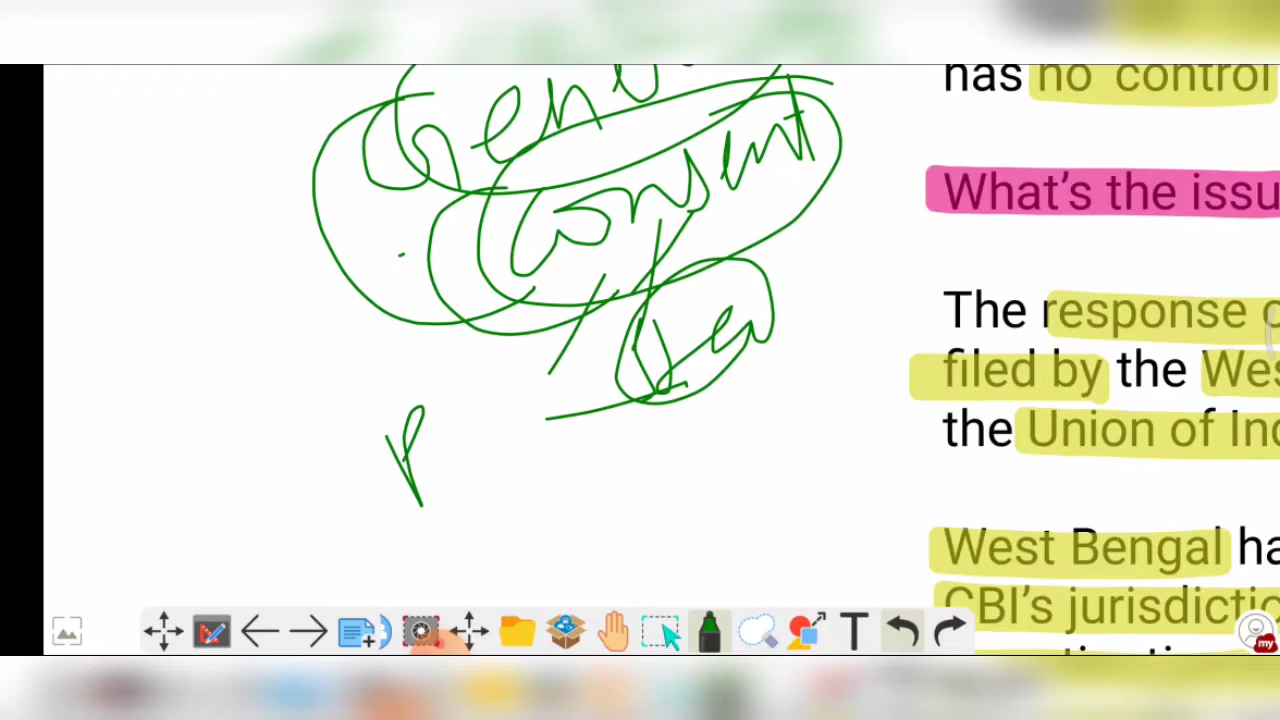 Consent
has no control
What's the issu
The response
filed by the Wes
the Union of Ind
West Bengal ha
CBI's jurisdictio
T
my